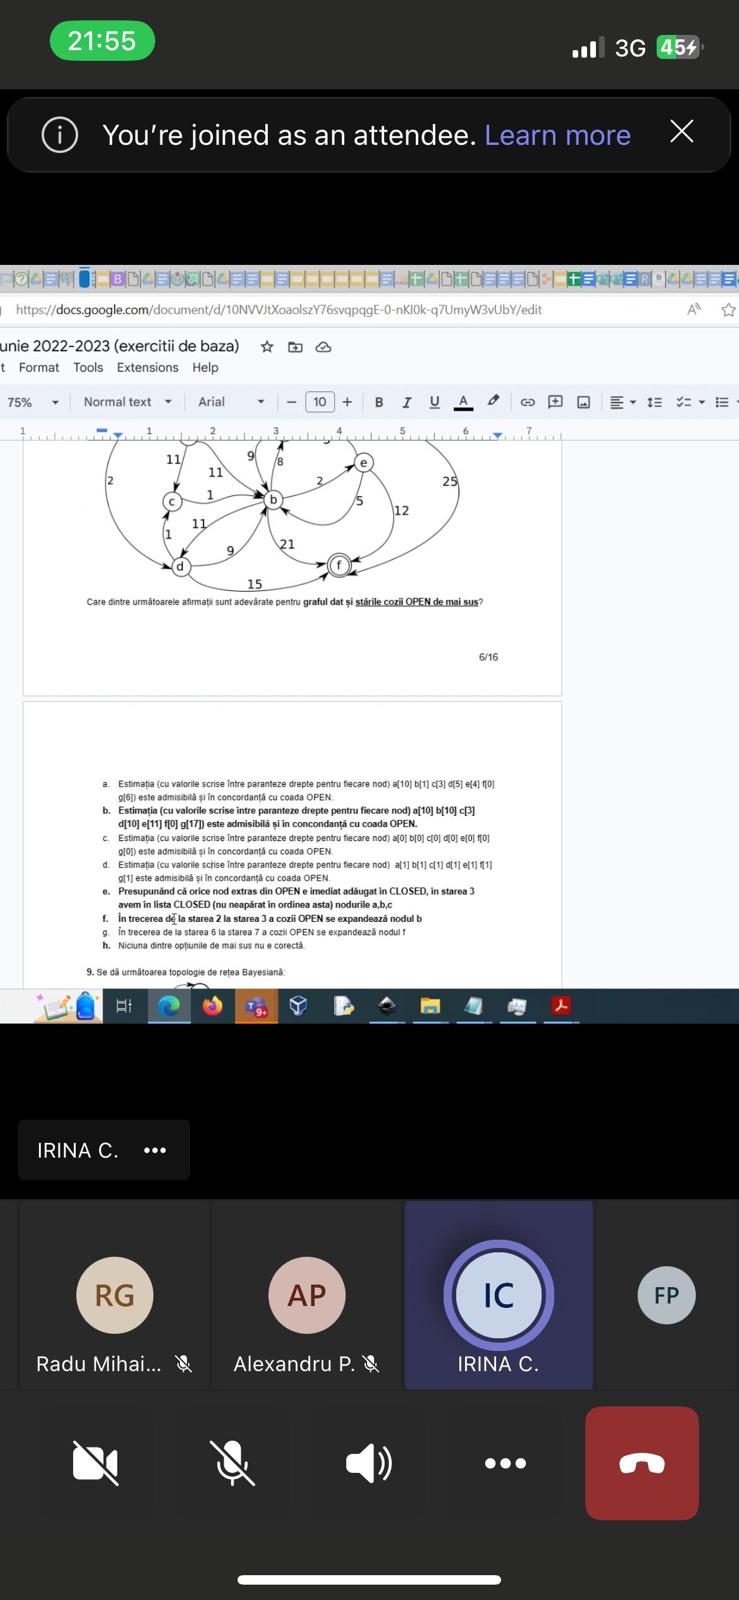 21:55
3G 45
You're joined as an attendee. Learn more
https://docs.google.com/document/d/10NVVJtXoaolszY76svqpqgE-0-nKl0k-q7UmyW3vUbY/edit
unie 2022-2023 (exercitii de baza)
t Format Tools Extensions Help
75% Normal text Arial 10 B I U A
1 1 2 3 4 5 6 7
11 9 8 e
2 11 2 25
c 1 b 5
12
11
1
9 21
d f
15
Care dintre următoarele afirmații sunt adevărate pentru graful dat și stările cozii OPEN de mai sus?
6/16
a. Estimația (cu valorile scrise între paranteze drepte pentru fiecare nod) a[10] b[1] c[3] d[5] e[4] f[0]
g[6]) este admisibilă și în concordanță cu coada OPEN.
b. Estimația (cu valorile scrise între paranteze drepte pentru fiecare nod) a[10] b[10] c[3]
d[10] e[11] f[0] g[17]) este admisibilă și in concondanță cu coada OPEN.
c. Estimația (cu valorile scrise între paranteze drepte pentru fiecare nod) a[0] b[0] c[0] d[0] e[0] f[0]
g[0]) este admisibilă și în concordanță cu coada OPEN.
d. Estimația (cu valorile scrise între paranteze drepte pentru fiecare nod) a[1] b[1] c[1] d[1] e[1] f[1]
g[1] este admisibilă și în concordanță cu coada OPEN.
e. Presupunând că orice nod extras din OPEN e imediat adăugat în CLOSED, în starea 3
avem în lista CLOSED (nu neapărat în ordinea asta) nodurile a,b,c
f. În trecerea de la starea 2 la starea 3 a cozii OPEN se expandează nodul b
g. În trecerea de la starea 6 la starea 7 a cozii OPEN se expandează nodul f
h. Niciuna dintre opțiunile de mai sus nu e corectă.
9. Se dă următoarea topologie de rețea Bayesiană:
9+
IRINA C.
RG AP IC FP
Radu Mihai... Alexandru P. IRINA C.